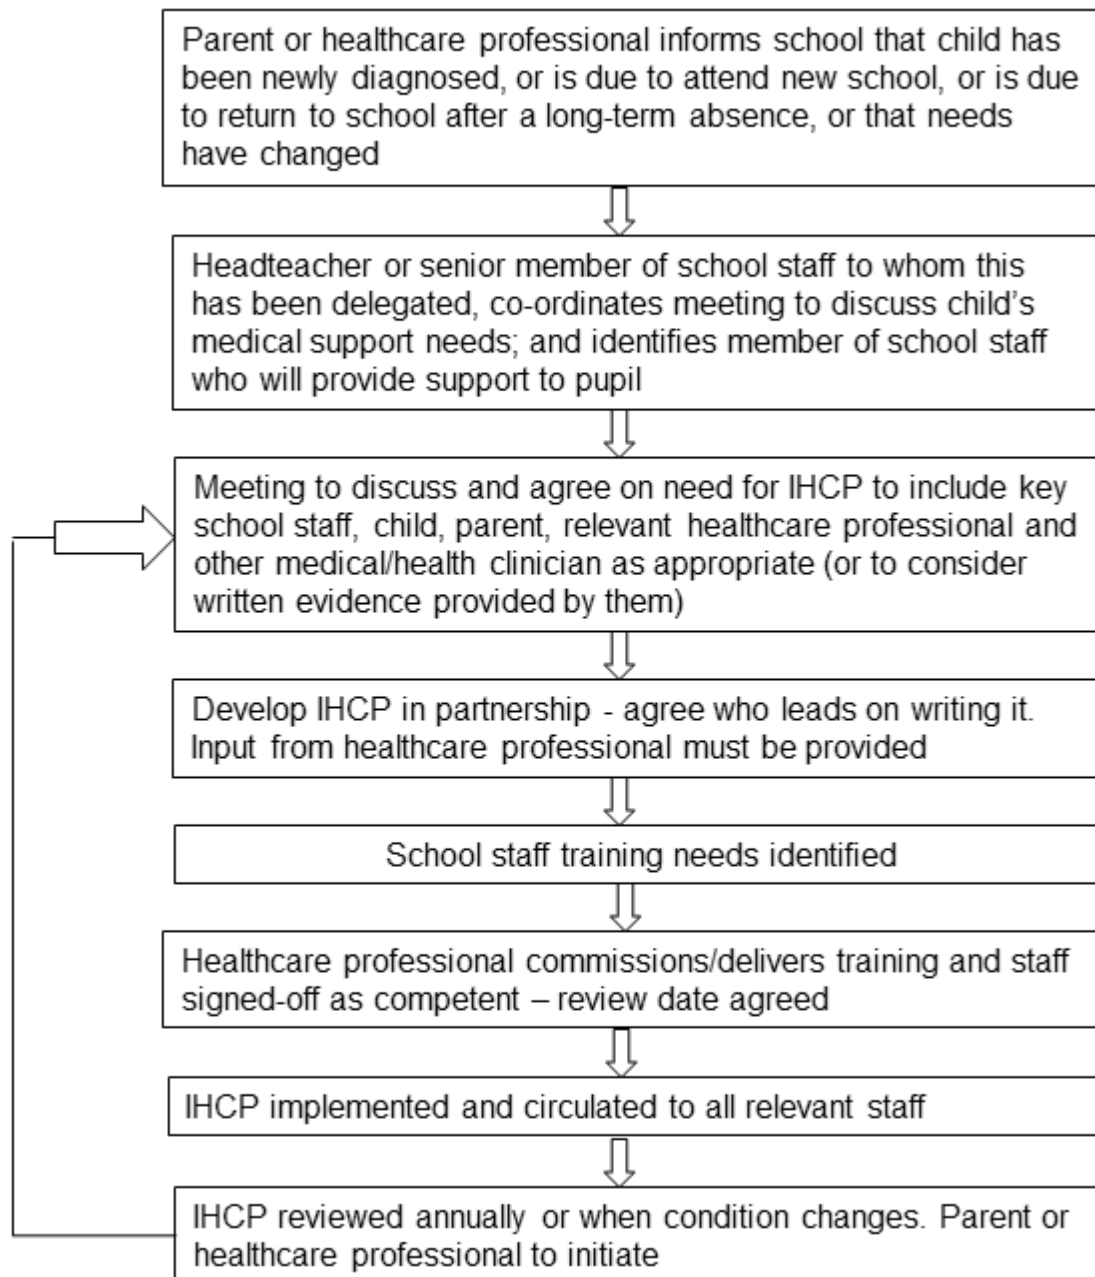 Parent or healthcare professional informs school that child has
been newly diagnosed, or is due to attend new school, or is due
to return to school after a long-term absence, or that needs
have changed
Headteacher or senior member of school staff to whom this
has been delegated, co-ordinates meeting to discuss child's
medical support needs; and identifies member of school staff
who will provide support to pupil
Meeting to discuss and agree on need for IHCP to include key
school staff, child, parent, relevant healthcare professional and
other medical/health clinician as appropriate (or to consider
written evidence provided by them)
Develop IHCP in partnership - agree who leads on writing it.
Input from healthcare professional must be provided
School staff training needs identified
Healthcare professional commissions/delivers training and staff
signed-off as competent – review date agreed
IHCP implemented and circulated to all relevant staff
IHCP reviewed annually or when condition changes. Parent or
healthcare professional to initiate